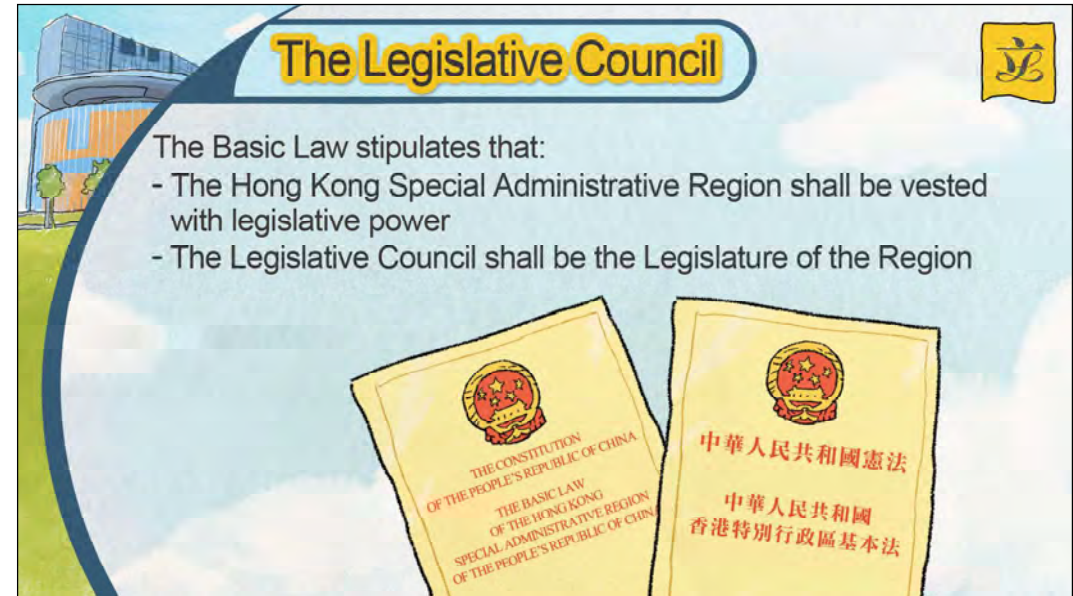 The Legislative Council
立
The Basic Law stipulates that:
- The Hong Kong Special Administrative Region shall be vested
with legislative power
- The Legislative Council shall be the Legislature of the Region
THE CONSTITUTION
OF THE PEOPLE'S REPUBLIC OF CHINA
THE BASIC LAW
OF THE HONG KONG
SPECIAL ADMINISTRATIVE REGION
OF THE PEOPLE'S REPUBLIC OF CHINA
中華人民共和國憲法
中華人民共和國
香港特別行政區基本法